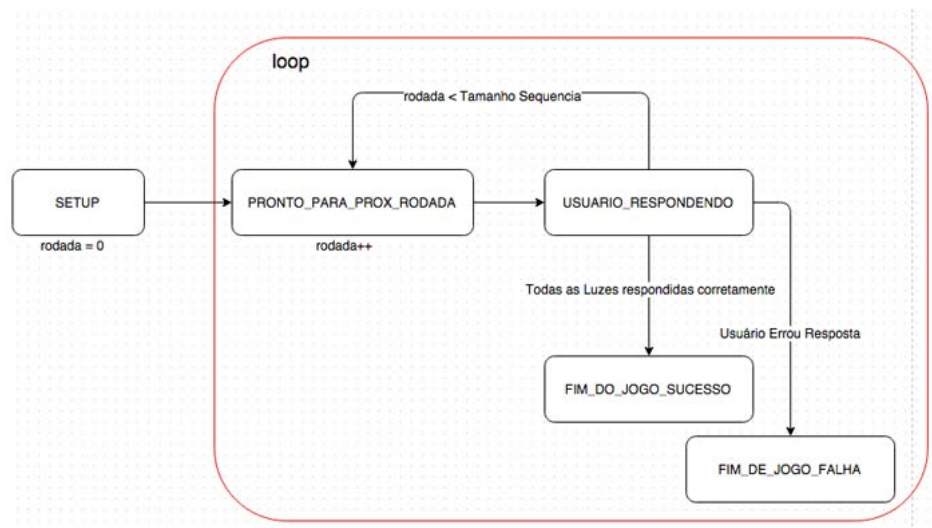 loop
rodada < Tamanho Sequencia
SETUP
PRONTO_PARA_PROX_RODADA
USUARIO_RESPONDENDO
rodada = 0
rodada++
Todas as Luzes respondidas corretamente
Usuário Errou Resposta
FIM_DO_JOGO_SUCESSO
FIM_DE_JOGO_FALHA